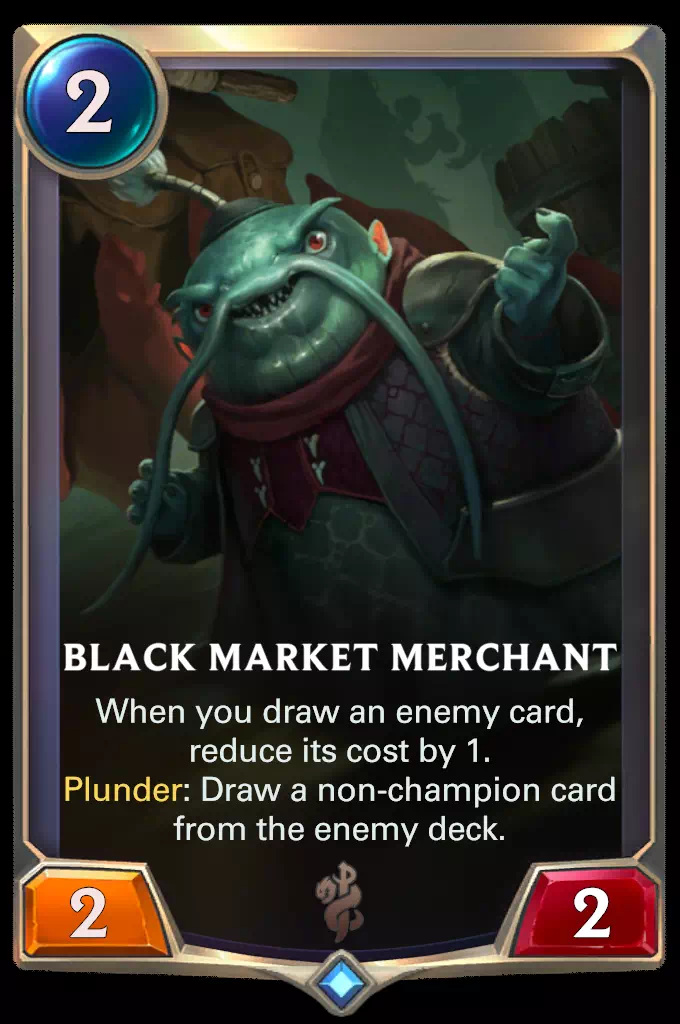 2
BLACK MARKET MERCHANT
When you draw an enemy card,
reduce its cost by 1.
Plunder: Draw a non-champion card
from the enemy deck.
2
2